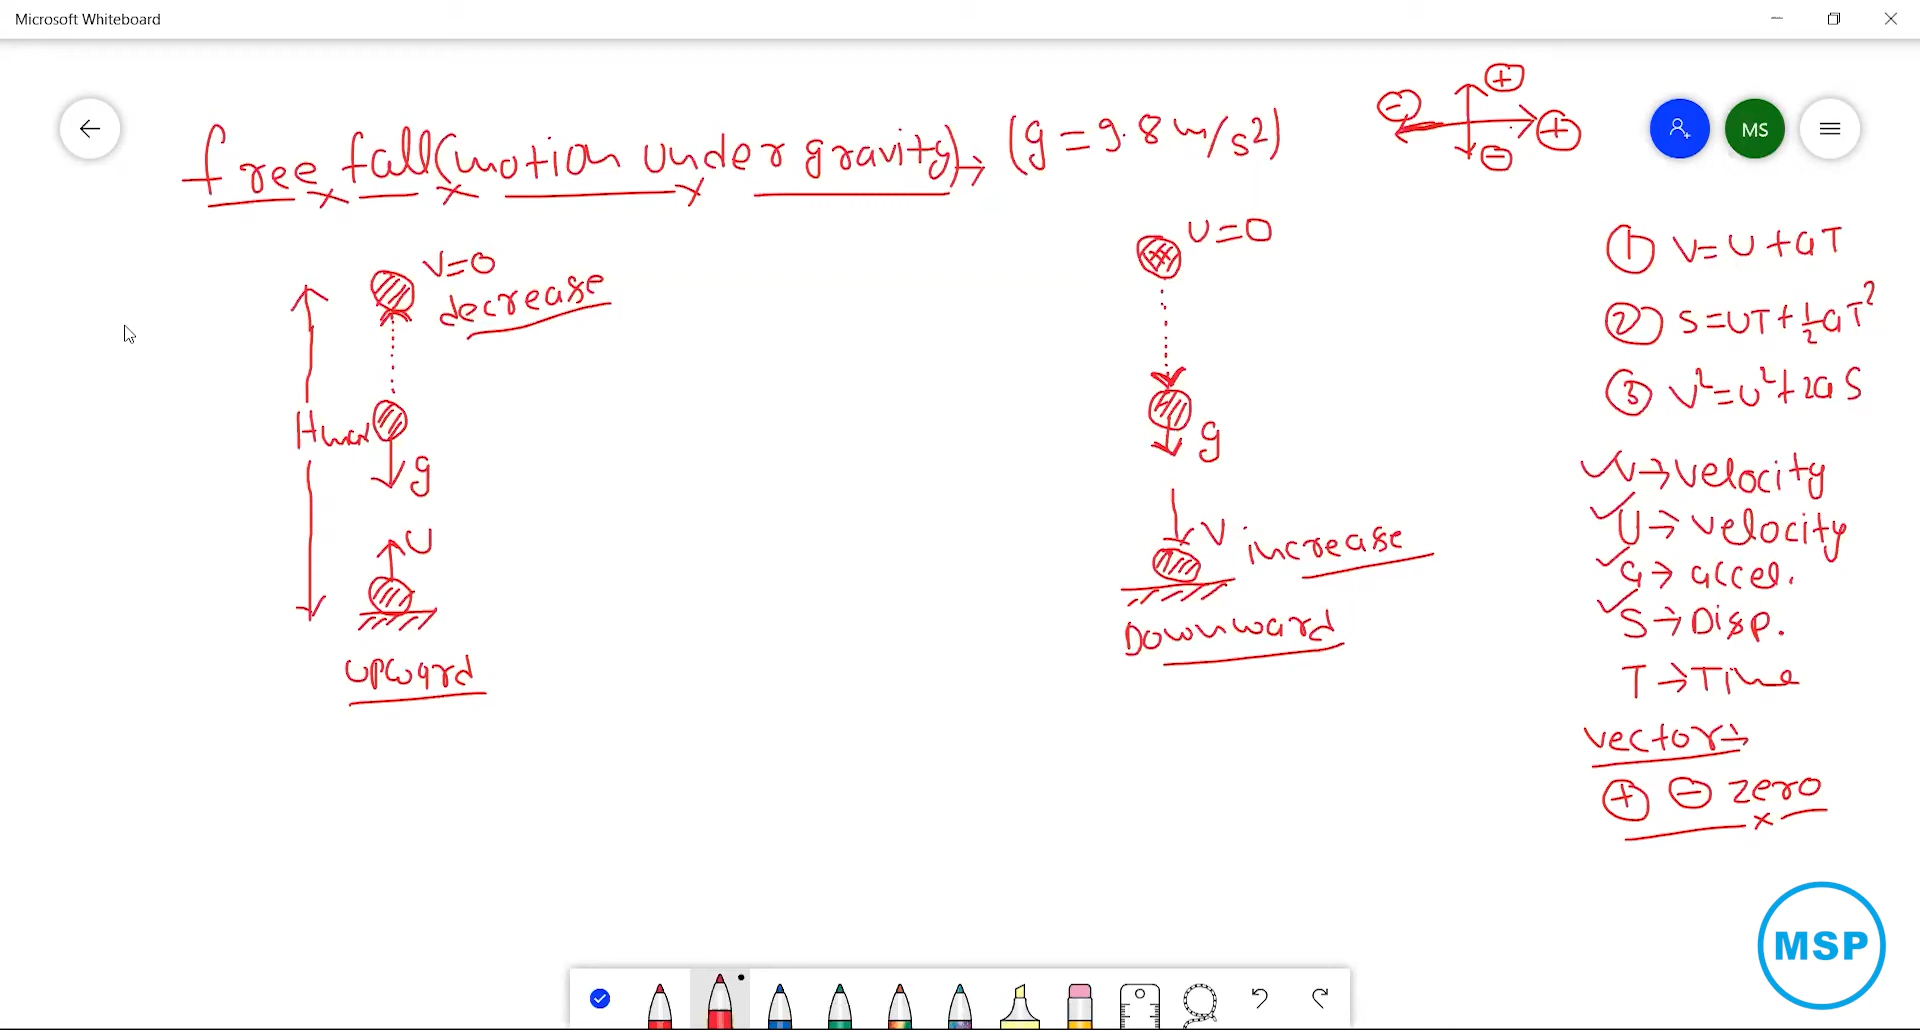 Microsoft Whiteboard
free fall (motion under gravity) → (g = 9.8 m/s2)
⊖ ⊕ ⊖ ⊕
MS
V=0
decrease
Hmax
g
U
upward
U=0
g
V increase
Downward
① V = U + aT
② S = UT + ½aT²
③ V² = U² + 2aS
V → velocity
U → velocity
a → accel.
S → Disp.
T → Time
vector →
⊕ ⊖ zero
MSP